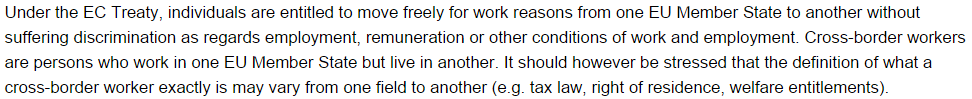 Under the EC Treaty, individuals are entitled to move freely for work reasons from one EU Member State to another without
suffering discrimination as regards employment, remuneration or other conditions of work and employment. Cross-border workers
are persons who work in one EU Member State but live in another. It should however be stressed that the definition of what a
cross-border worker exactly is may vary from one field to another (e.g. tax law, right of residence, welfare entitlements).